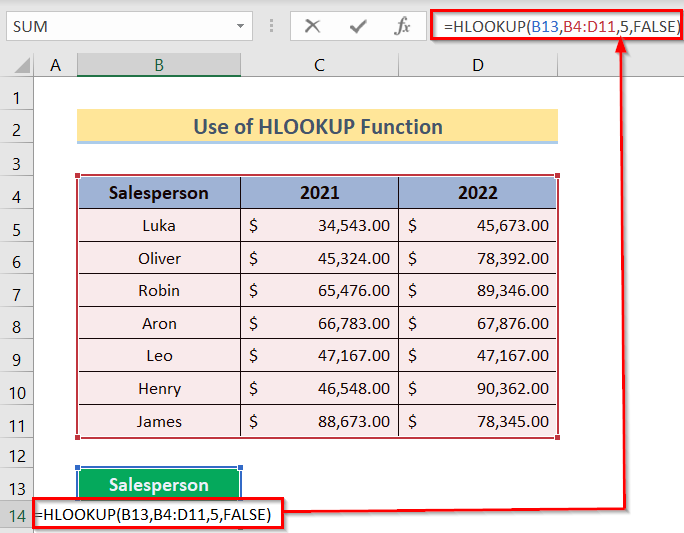 SUM fx =HLOOKUP(B13,B4:D11,5,FALSE)
A B C D
1
2 Use of HLOOKUP Function
3
4 Salesperson 2021 2022
5 Luka $ 34,543.00 $ 45,673.00
6 Oliver $ 45,324.00 $ 78,392.00
7 Robin $ 65,476.00 $ 89,346.00
8 Aron $ 66,783.00 $ 67,876.00
9 Leo $ 47,167.00 $ 47,167.00
10 Henry $ 46,548.00 $ 90,362.00
11 James $ 88,673.00 $ 78,345.00
12
13 Salesperson
14 =HLOOKUP(B13,B4:D11,5,FALSE)